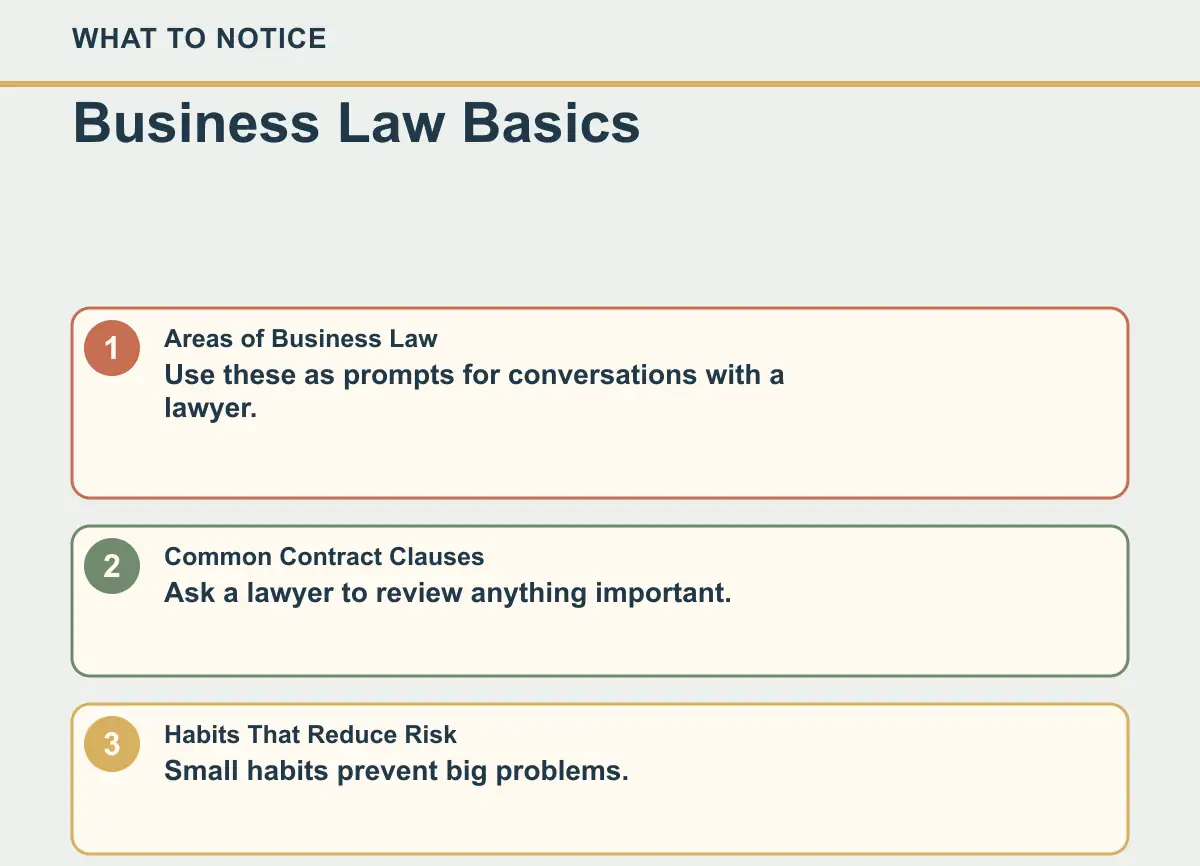 WHAT TO NOTICE
Business Law Basics
1
Areas of Business Law
Use these as prompts for conversations with a
lawyer.
2
Common Contract Clauses
Ask a lawyer to review anything important.
3
Habits That Reduce Risk
Small habits prevent big problems.